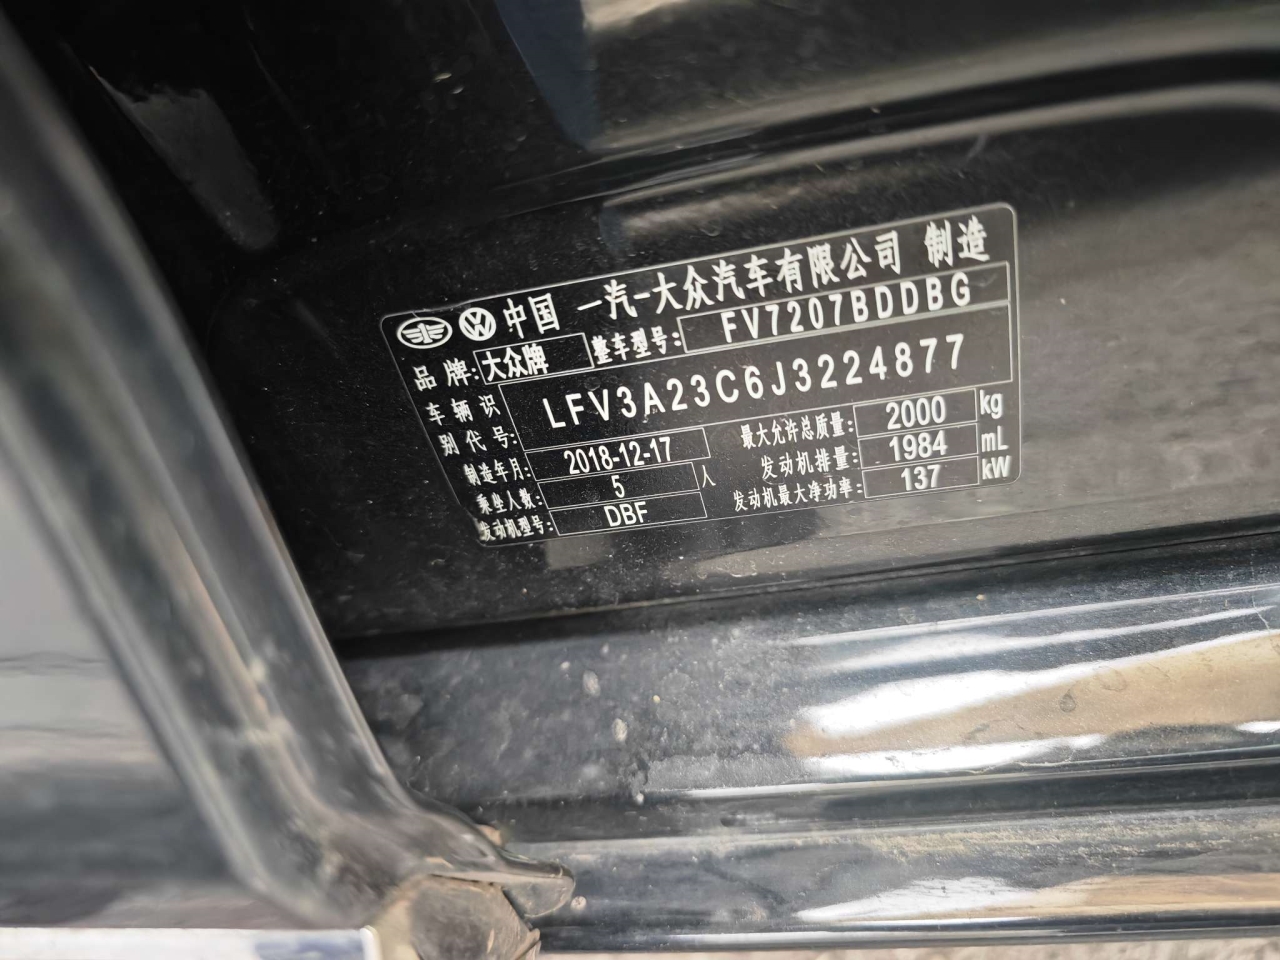 中国 一汽-大众汽车有限公司 制造
品牌: 大众牌 整车型号: FV7207BDDBG
车辆识别代号: LFV3A23C6J3224877
制造年月: 2018-12-17 最大允许总质量: 2000 kg
乘坐人数: 5 人 发动机排量: 1984 mL
发动机型号: DBF 发动机最大净功率: 137 kW